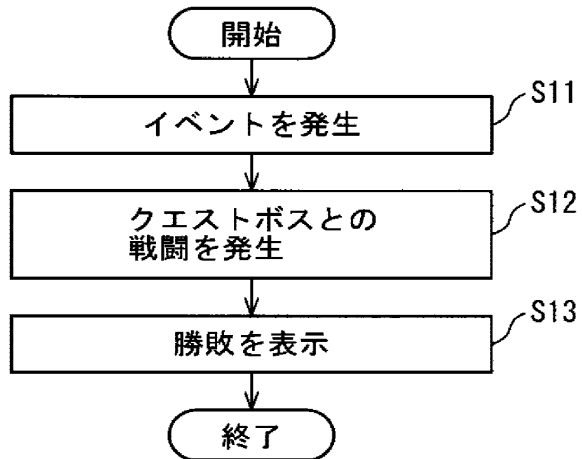 開始
イベントを発生
S11
クエストボスとの
戦闘を発生
S12
勝敗を表示
S13
終了